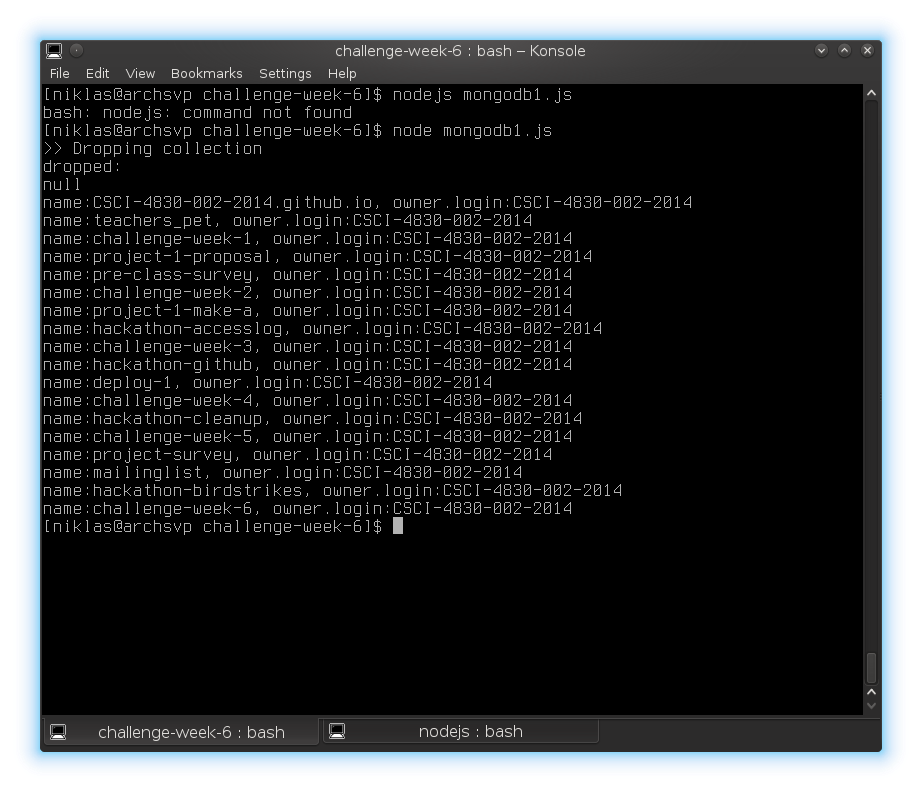 challenge-week-6 : bash – Konsole
File Edit View Bookmarks Settings Help
[niklas@archsvp challenge-week-6]$ nodejs mongodb1.js
bash: nodejs: command not found
[niklas@archsvp challenge-week-6]$ node mongodb1.js
>> Dropping collection
dropped:
null
name:CSCI-4830-002-2014.github.io, owner.login:CSCI-4830-002-2014
name:teachers_pet, owner.login:CSCI-4830-002-2014
name:challenge-week-1, owner.login:CSCI-4830-002-2014
name:project-1-proposal, owner.login:CSCI-4830-002-2014
name:pre-class-survey, owner.login:CSCI-4830-002-2014
name:challenge-week-2, owner.login:CSCI-4830-002-2014
name:project-1-make-a, owner.login:CSCI-4830-002-2014
name:hackathon-accesslog, owner.login:CSCI-4830-002-2014
name:challenge-week-3, owner.login:CSCI-4830-002-2014
name:hackathon-github, owner.login:CSCI-4830-002-2014
name:deploy-1, owner.login:CSCI-4830-002-2014
name:challenge-week-4, owner.login:CSCI-4830-002-2014
name:hackathon-cleanup, owner.login:CSCI-4830-002-2014
name:challenge-week-5, owner.login:CSCI-4830-002-2014
name:project-survey, owner.login:CSCI-4830-002-2014
name:mailinglist, owner.login:CSCI-4830-002-2014
name:hackathon-birdstrikes, owner.login:CSCI-4830-002-2014
name:challenge-week-6, owner.login:CSCI-4830-002-2014
[niklas@archsvp challenge-week-6]$
challenge-week-6 : bash
nodejs : bash